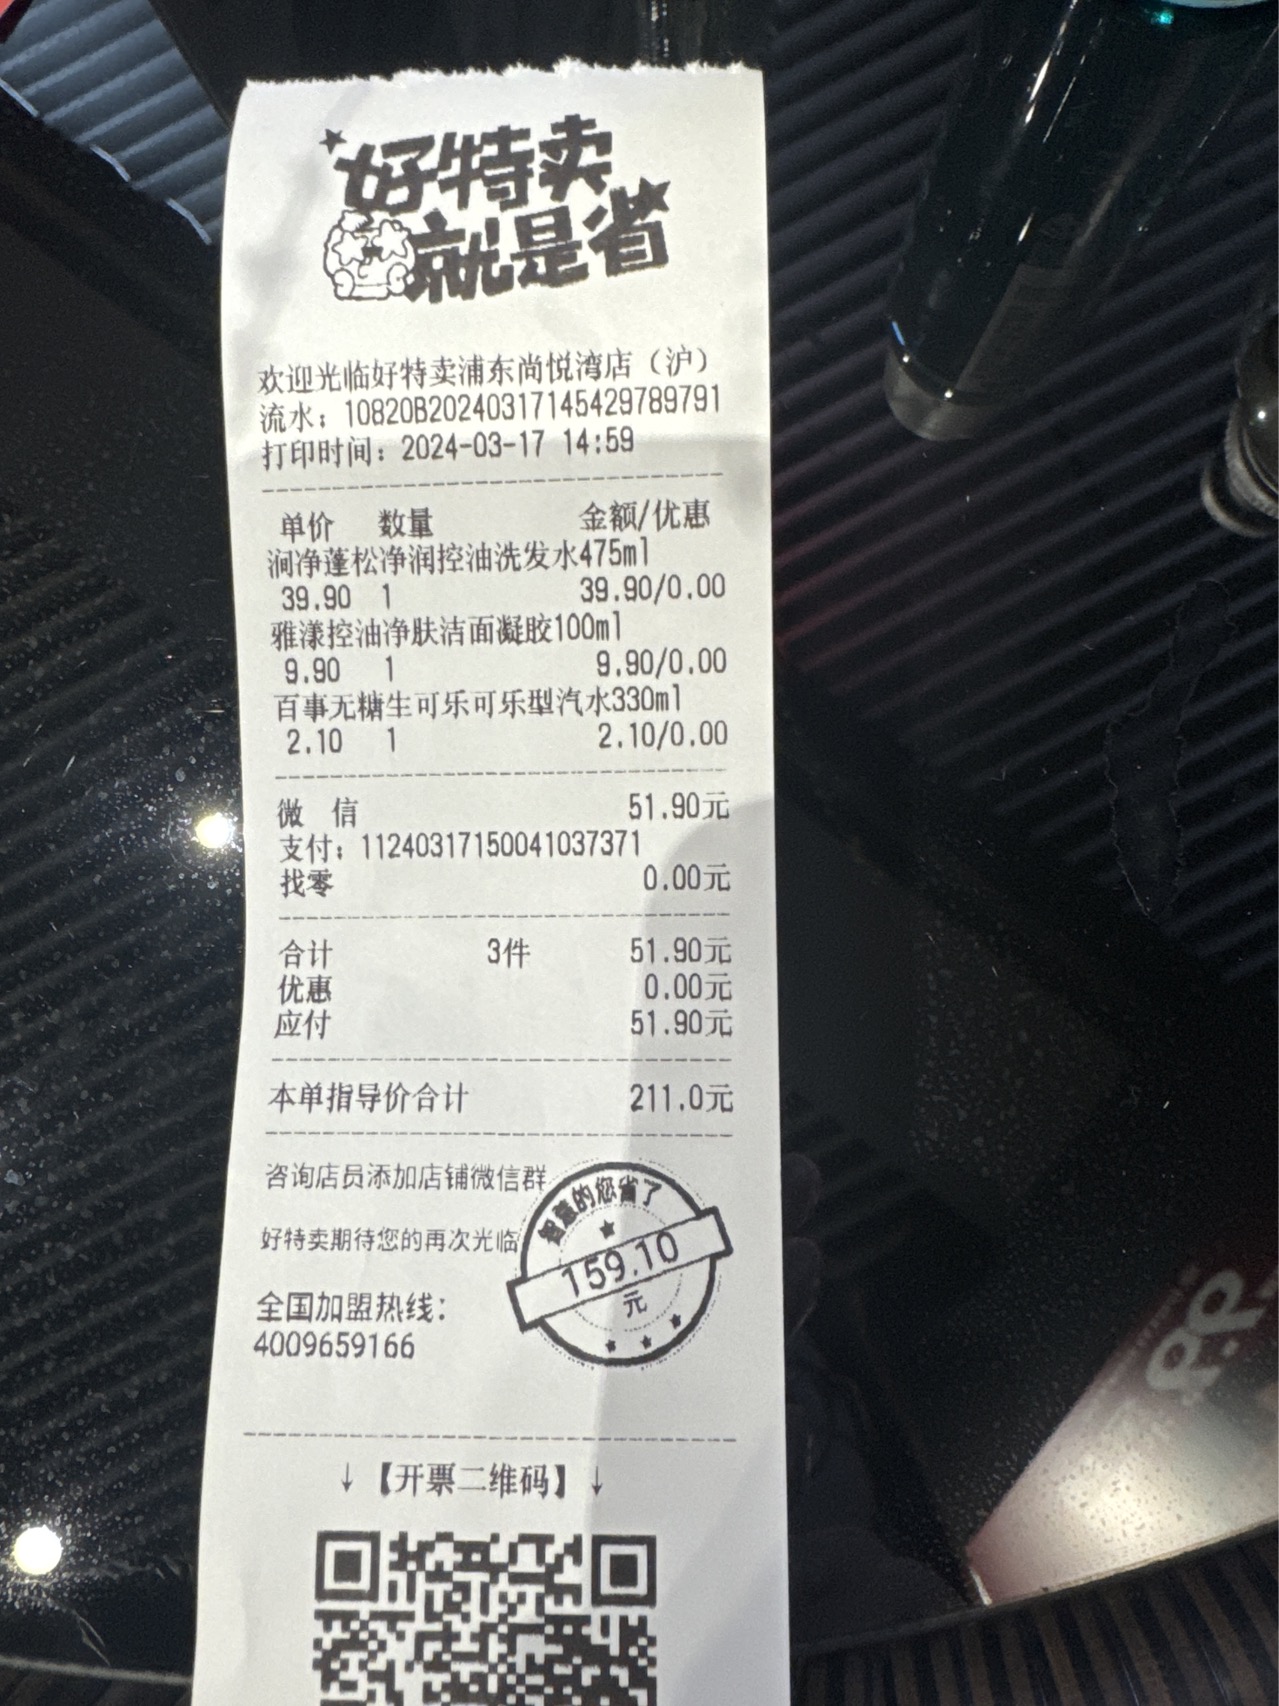 好特卖
就是省
欢迎光临好特卖浦东尚悦湾店（沪）
流水：10820B20240317145429789791
打印时间：2024-03-17 14:59
单价 数量 金额/优惠
涧净蓬松净润控油洗发水475ml
39.90 1 39.90/0.00
雅漾控油净肤洁面凝胶100ml
9.90 1 9.90/0.00
百事无糖生可乐可乐型汽水330ml
2.10 1 2.10/0.00
微 信 51.90元
支付：11240317150041037371
找零 0.00元
合计 3件 51.90元
优惠 0.00元
应付 51.90元
本单指导价合计 211.0元
咨询店员添加店铺微信群
智慧的您省了
好特卖期待您的再次光临
159.10
元
全国加盟热线：
4009659166
↓【开票二维码】↓
p.p